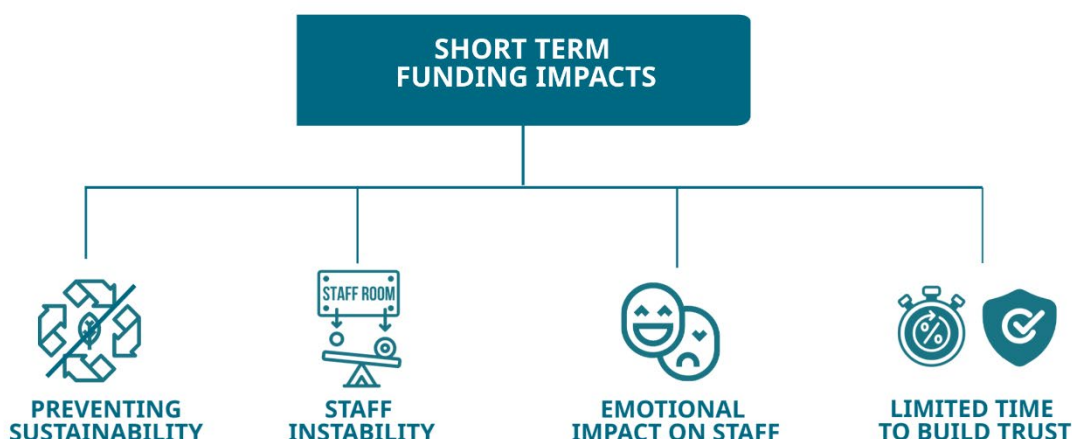 SHORT TERM
FUNDING IMPACTS
STAFF ROOM
%
PREVENTING
SUSTAINABILITY
STAFF
INSTABILITY
EMOTIONAL
IMPACT ON STAFF
LIMITED TIME
TO BUILD TRUST